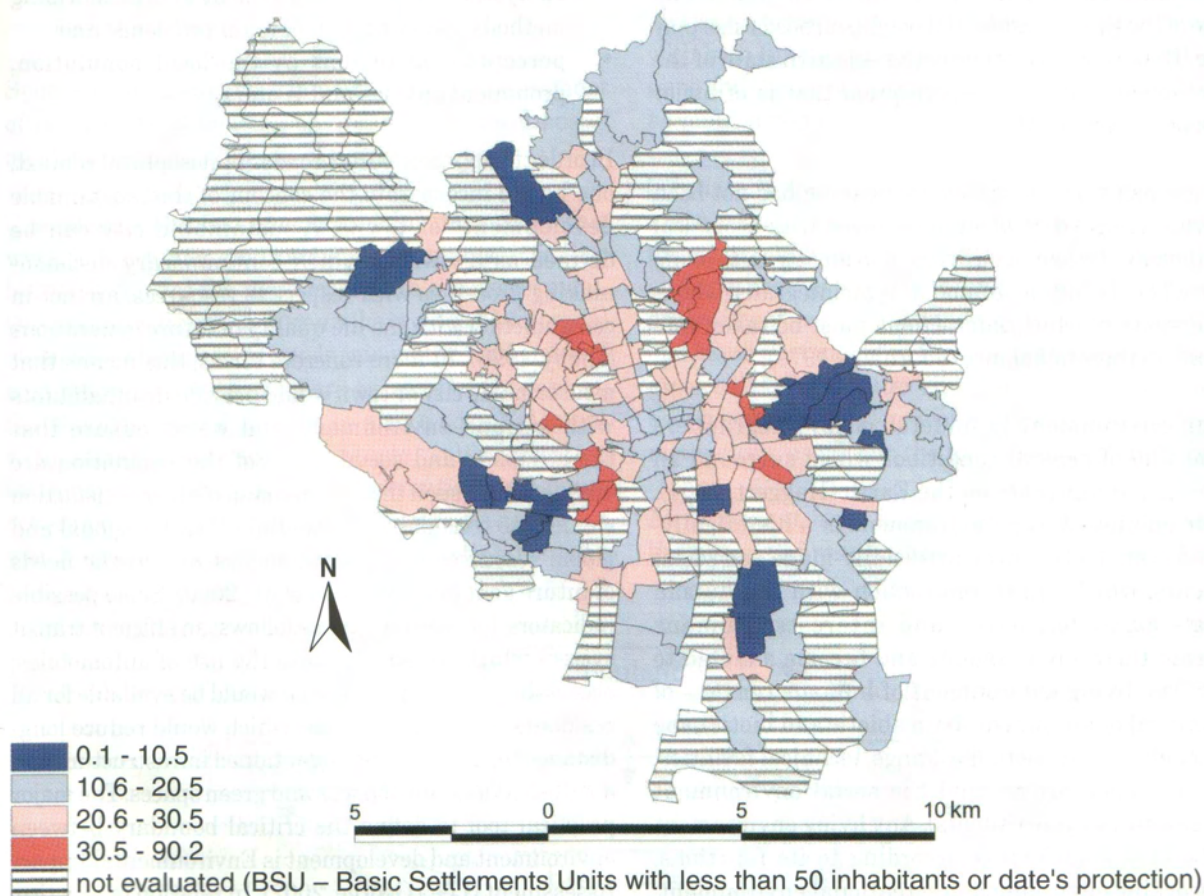 N
0.1 - 10.5
10.6 - 20.5
20.6 - 30.5
30.5 - 90.2
5 0 5 10 km
not evaluated (BSU – Basic Settlements Units with less than 50 inhabitants or date's protection)